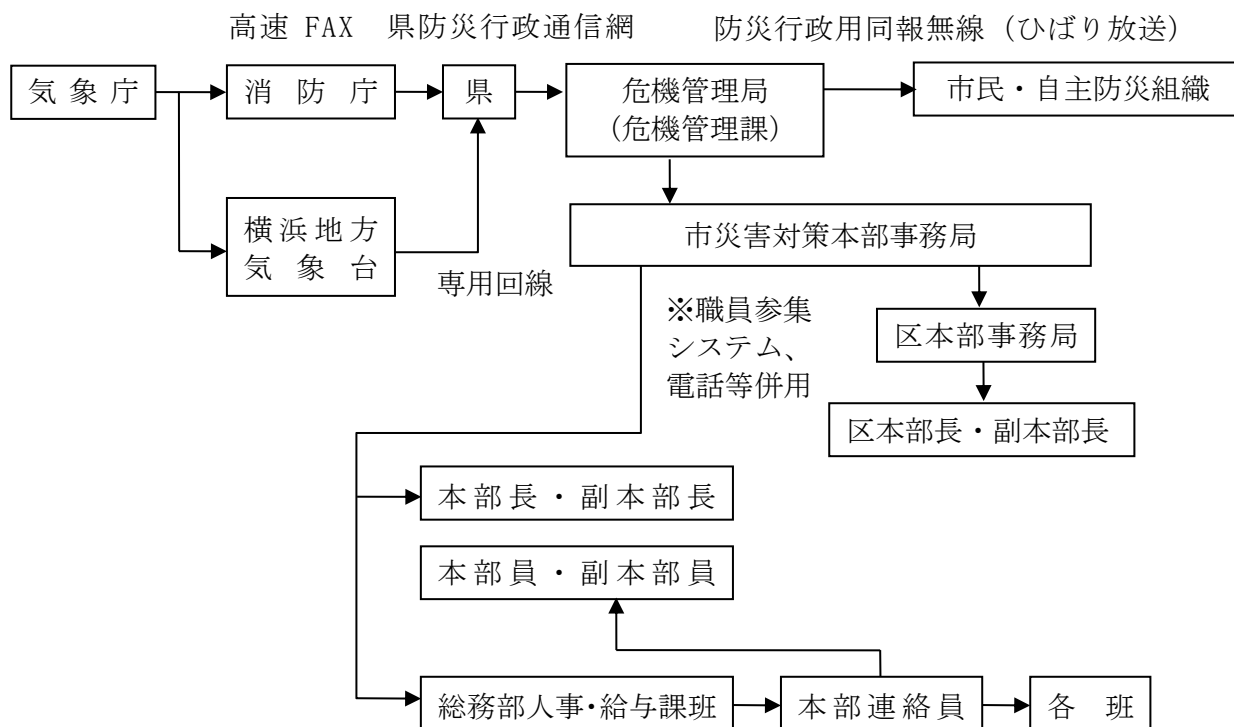 高速 FAX 県防災行政通信網 防災行政用同報無線（ひばり放送）
気象庁
消防庁
県
危機管理局
（危機管理課）
市民・自主防災組織
横浜地方
気象台
専用回線
市災害対策本部事務局
※職員参集
システム、
電話等併用
区本部事務局
区本部長・副本部長
本部長・副本部長
本部員・副本部員
総務部人事・給与課班
本部連絡員
各班